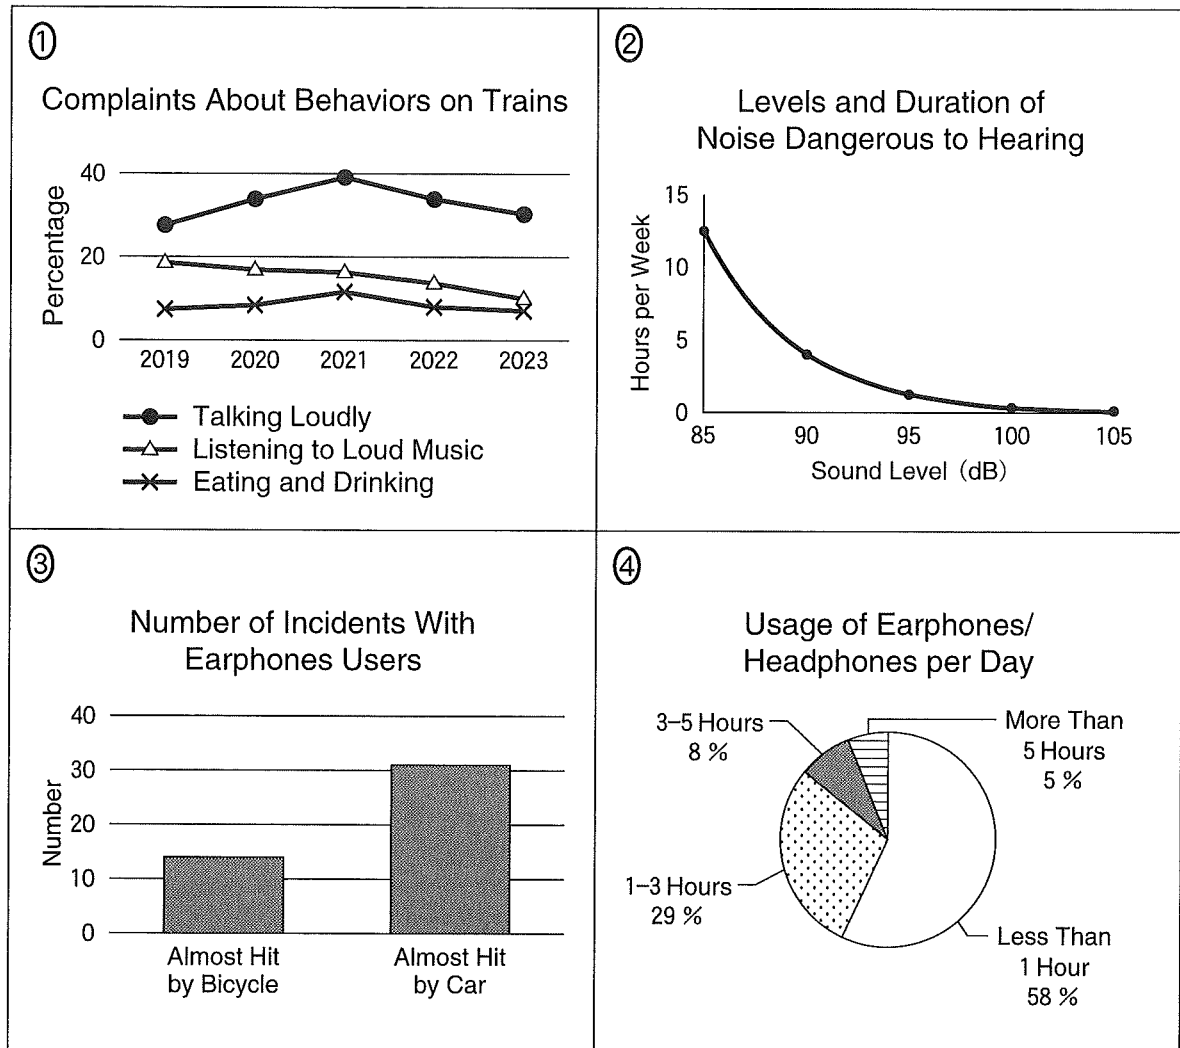 ①
Complaints About Behaviors on Trains
Percentage
40
20
0
2019 2020 2021 2022 2023
Talking Loudly
Listening to Loud Music
Eating and Drinking
②
Levels and Duration of
Noise Dangerous to Hearing
Hours per Week
15
10
5
0
85 90 95 100 105
Sound Level (dB)
③
Number of Incidents With
Earphones Users
Number
40
30
20
10
0
Almost Hit
by Bicycle
Almost Hit
by Car
④
Usage of Earphones/
Headphones per Day
3–5 Hours
8 %
More Than
5 Hours
5 %
1–3 Hours
29 %
Less Than
1 Hour
58 %